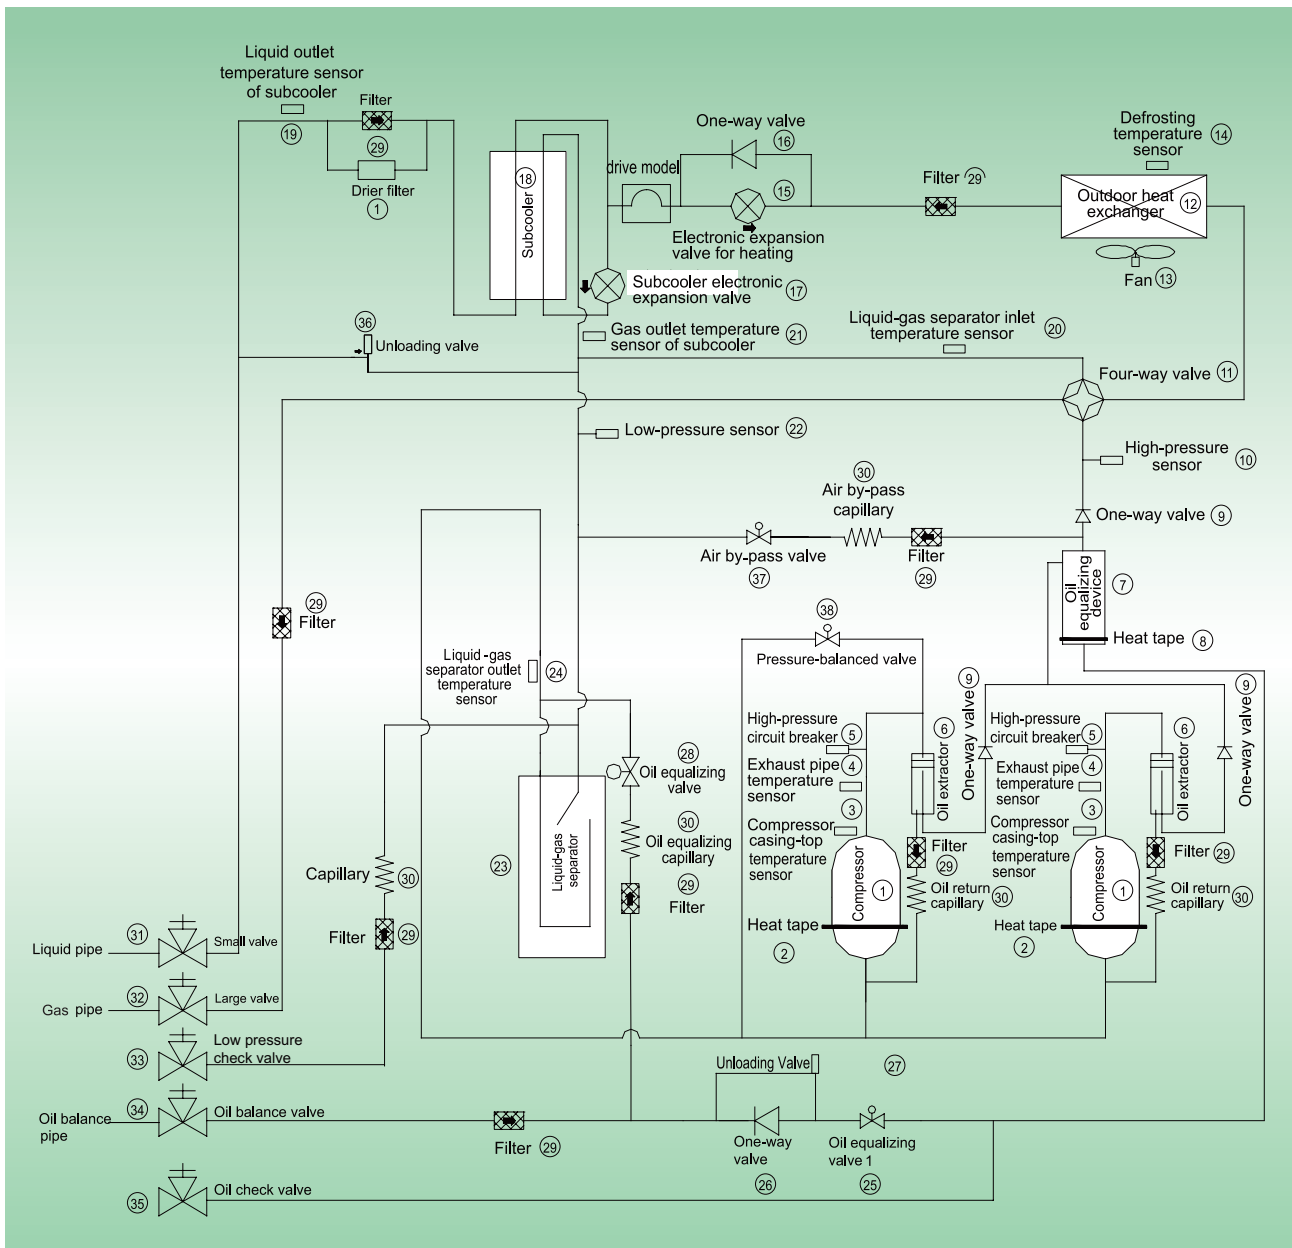 Liquid outlet
temperature sensor
of subcooler
19
Filter
29
Drier filter
1
18
Subcooler
drive model
One-way valve
16
15
Electronic expansion
valve for heating
Filter 29
Defrosting
temperature
sensor
14
Outdoor heat
exchanger
12
Fan 13
Subcooler electronic
expansion valve
17
Gas outlet temperature
sensor of subcooler
21
Liquid-gas separator inlet
temperature sensor
20
36
Unloading valve
Four-way valve 11
Low-pressure sensor 22
High-pressure
sensor
10
30
Air by-pass
capillary
One-way valve 9
Air by-pass valve
37
Filter
29
Oil
equalizing
device
7
Heat tape 8
29
Filter
38
Pressure-balanced valve
Liquid -gas
separator outlet
temperature
sensor
24
High-pressure
circuit breaker
5
Exhaust pipe
temperature
sensor
4
3
Compressor
casing-top
temperature
sensor
6
Oil extractor
9
One-way valve
High-pressure
circuit breaker
5
Exhaust pipe
temperature
sensor
4
3
Compressor
casing-top
temperature
sensor
6
Oil extractor
9
One-way valve
28
Oil equalizing
valve
30
Oil equalizing
capillary
29
Filter
23
Liquid-gas
separator
Capillary
30
Filter
29
Compressor
1
Filter
29
Oil return
capillary
30
Heat tape
2
Compressor
1
Filter 29
Oil return
capillary
30
Heat tape
2
31
Liquid pipe
Small valve
32
Gas pipe
Large valve
33
Low pressure
check valve
34
Oil balance
pipe
Oil balance valve
Filter 29
Unloading Valve
27
One-way
valve
26
Oil equalizing
valve 1
25
35
Oil check valve